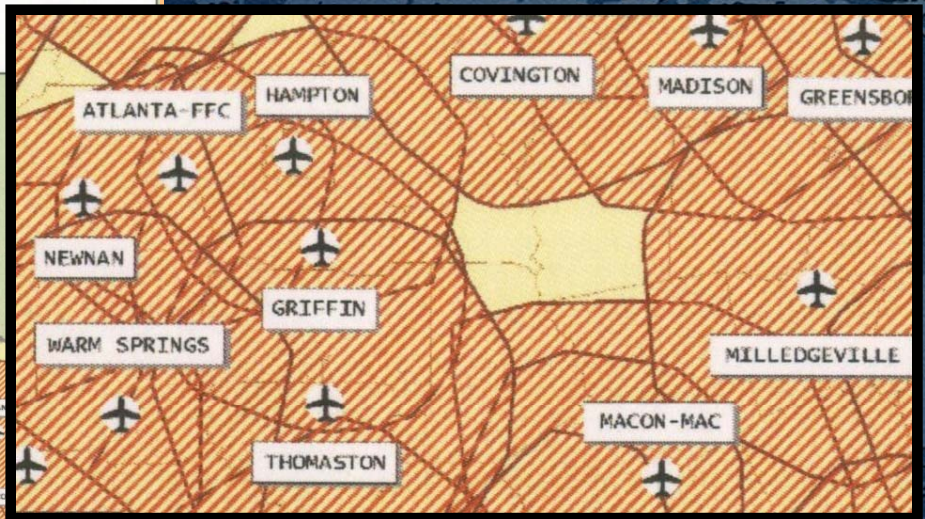 COVINGTON
MADISON
HAMPTON
ATLANTA-FFC
NEWNAN
GRIFFIN
WARM SPRINGS
MILLEDGEVILLE
MACON-MAC
THOMASTON